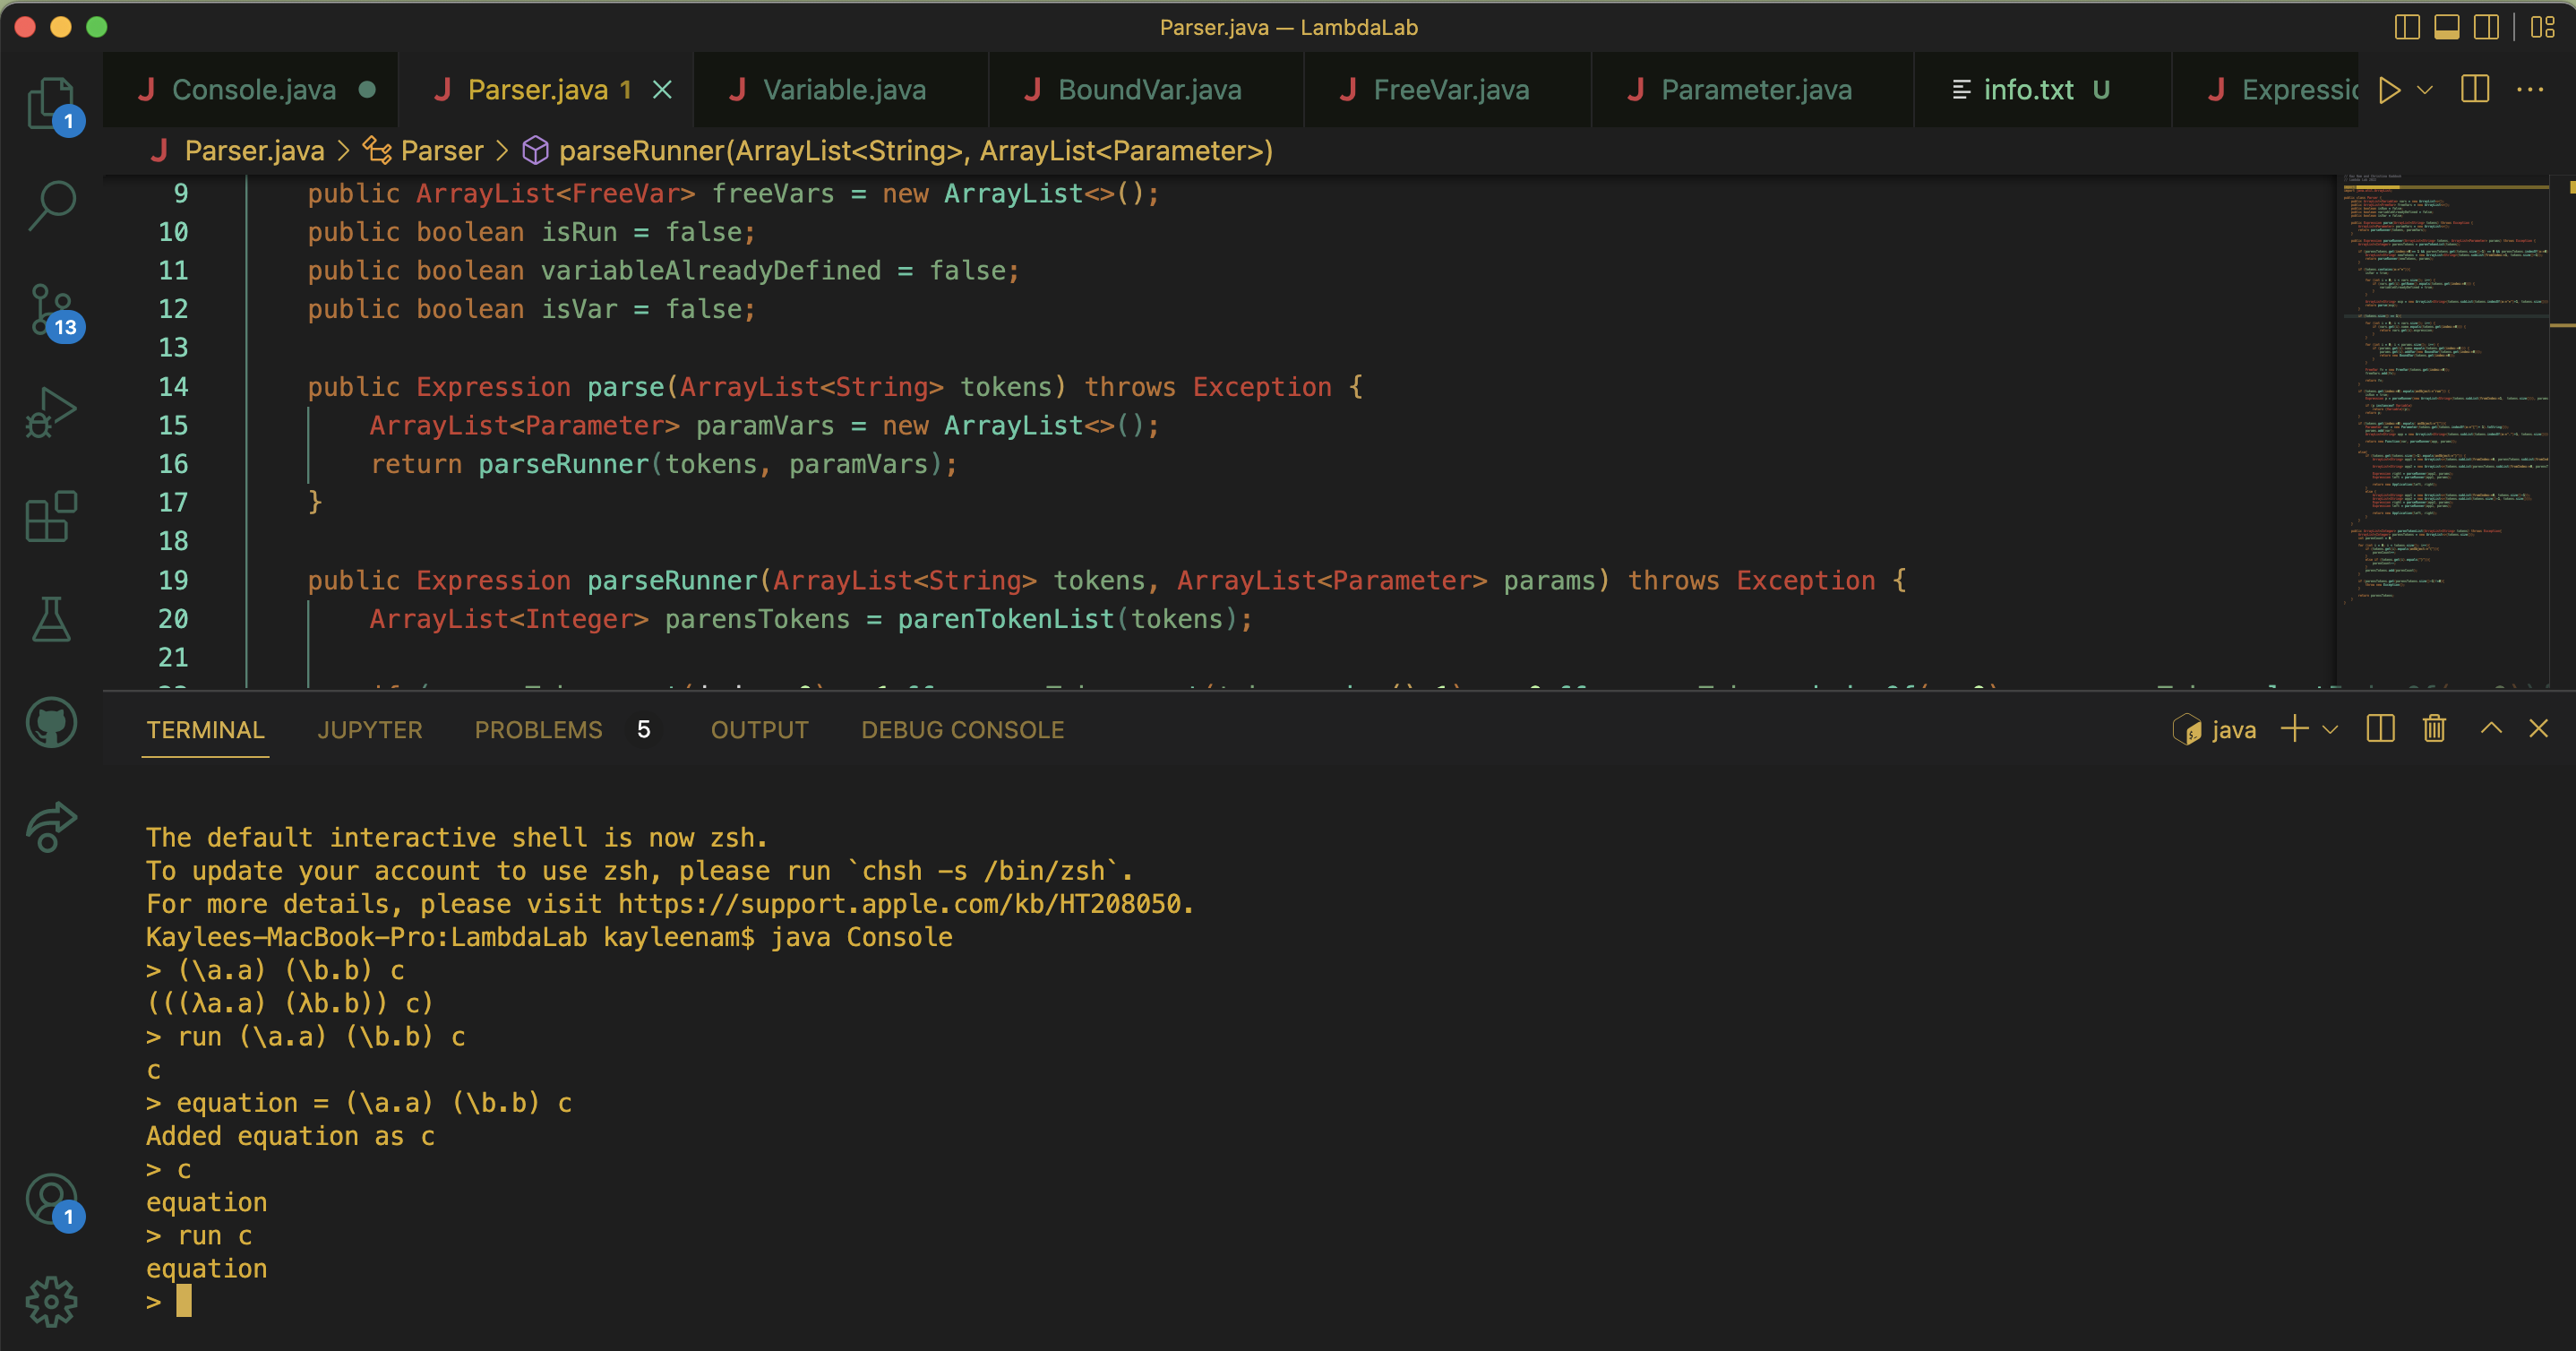 Parser.java — LambdaLab
Console.java
Parser.java 1
Variable.java
BoundVar.java
FreeVar.java
Parameter.java
info.txt U
Expressio
1
13
1
Parser.java > Parser > parseRunner(ArrayList<String>, ArrayList<Parameter>)
9 public ArrayList<FreeVar> freeVars = new ArrayList<>();
10 public boolean isRun = false;
11 public boolean variableAlreadyDefined = false;
12 public boolean isVar = false;
13
14 public Expression parse(ArrayList<String> tokens) throws Exception {
15 ArrayList<Parameter> paramVars = new ArrayList<>();
16 return parseRunner(tokens, paramVars);
17 }
18
19 public Expression parseRunner(ArrayList<String> tokens, ArrayList<Parameter> params) throws Exception {
20 ArrayList<Integer> parensTokens = parenTokenList(tokens);
21
TERMINAL JUPYTER PROBLEMS 5 OUTPUT DEBUG CONSOLE
java
The default interactive shell is now zsh.
To update your account to use zsh, please run `chsh -s /bin/zsh`.
For more details, please visit https://support.apple.com/kb/HT208050.
Kaylees-MacBook-Pro:LambdaLab kayleenam$ java Console
> (\a.a) (\b.b) c
(((λa.a) (λb.b)) c)
> run (\a.a) (\b.b) c
c
> equation = (\a.a) (\b.b) c
Added equation as c
> c
equation
> run c
equation
>